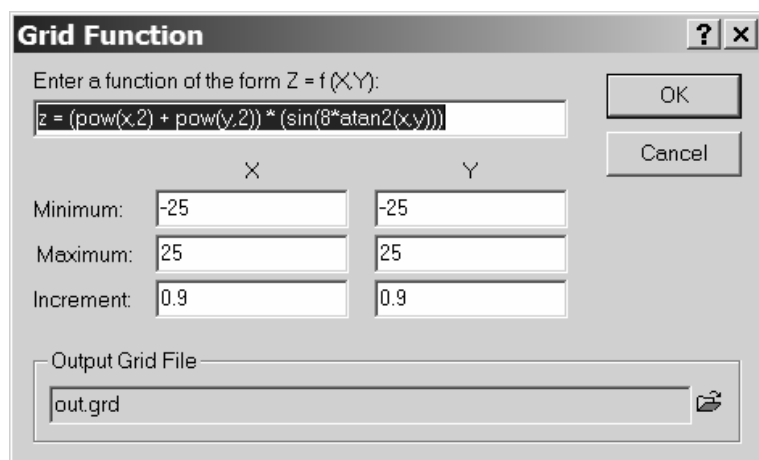 Grid Function
Enter a function of the form Z = f (X,Y):
z = (pow(x,2) + pow(y,2)) * (sin(8*atan2(x,y)))
OK
Cancel
X Y
Minimum: -25 -25
Maximum: 25 25
Increment: 0.9 0.9
Output Grid File
out.grd